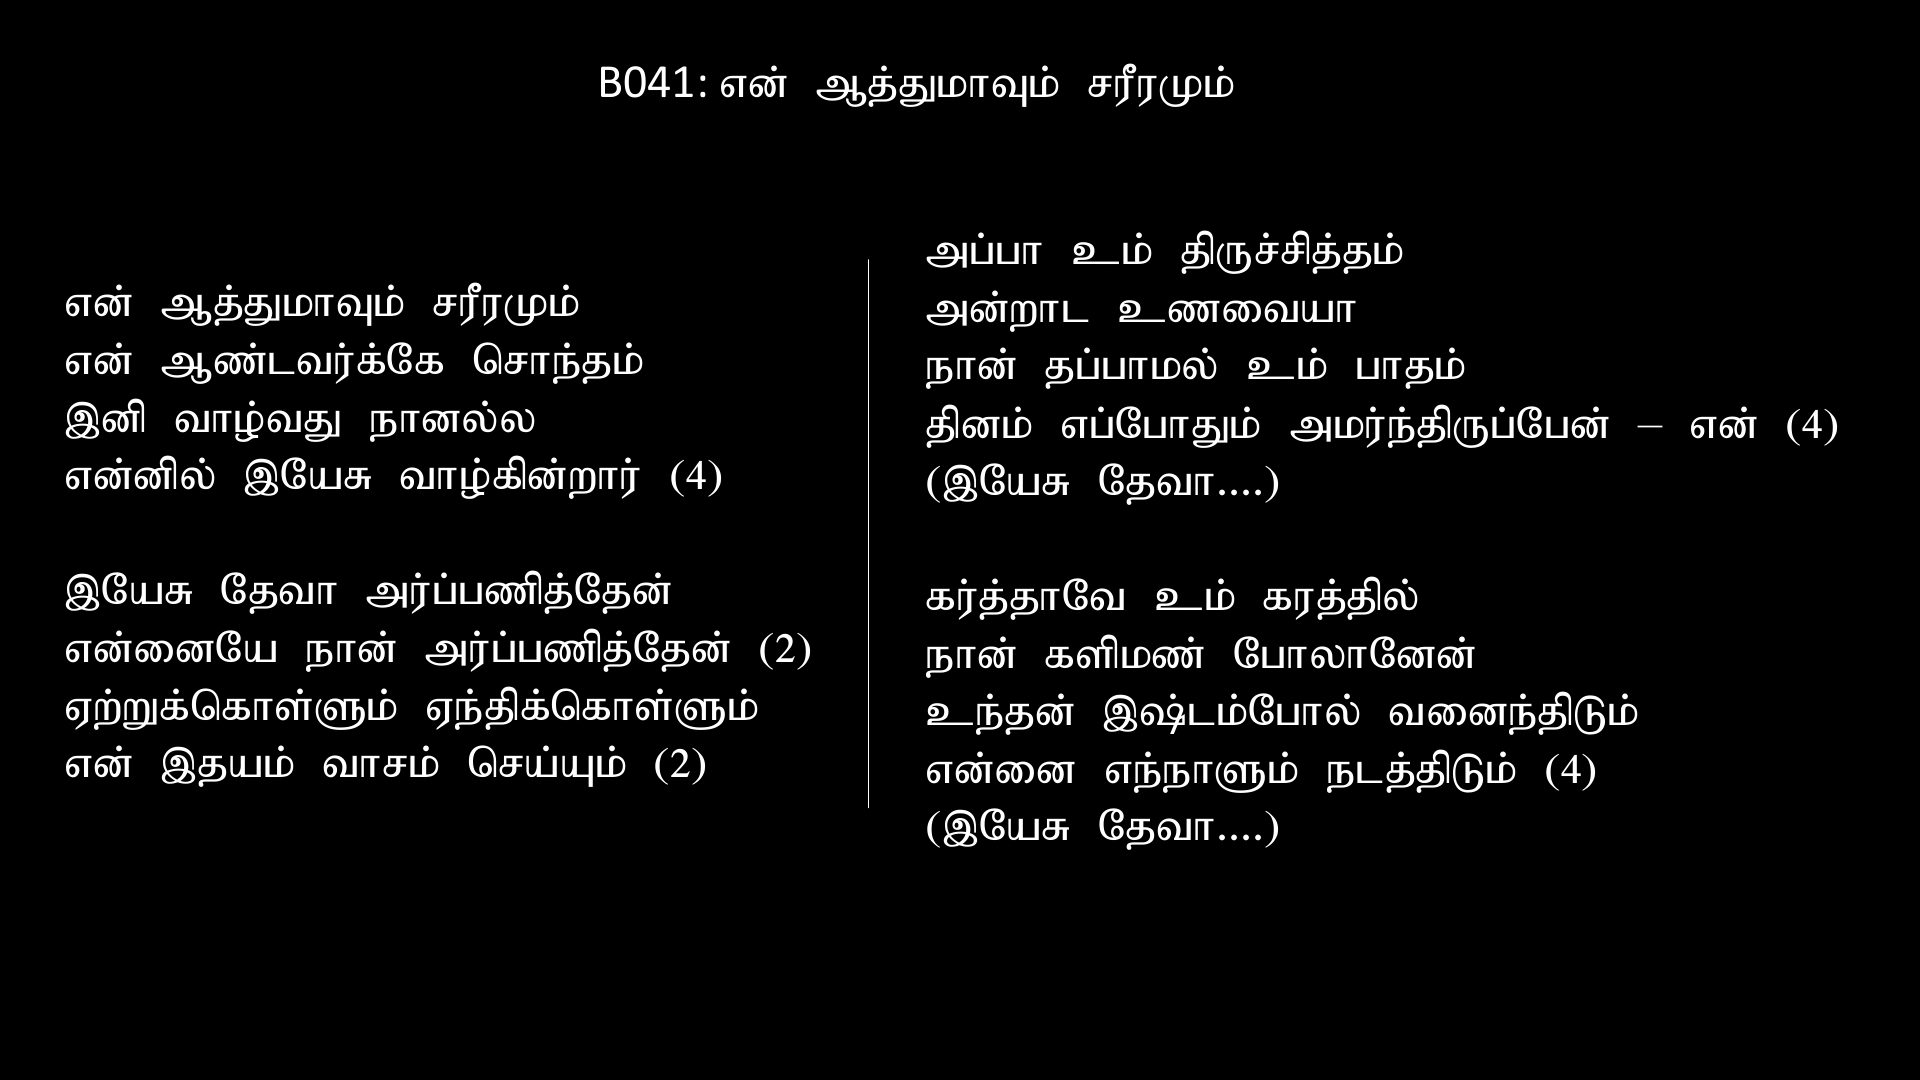 B041: என் ஆத்துமாவும் சரீரமும்
என் ஆத்துமாவும் சரீரமும்
என் ஆண்டவர்க்கே சொந்தம்
இனி வாழ்வது நானல்ல
என்னில் இயேசு வாழ்கின்றார் (4)
இயேசு தேவா அர்ப்பணித்தேன்
என்னையே நான் அர்ப்பணித்தேன் (2)
ஏற்றுக்கொள்ளும் ஏந்திக்கொள்ளும்
என் இதயம் வாசம் செய்யும் (2)
அப்பா உம் திருச்சித்தம்
அன்றாட உணவையா
நான் தப்பாமல் உம் பாதம்
தினம் எப்போதும் அமர்ந்திருப்பேன் – என் (4)
(இயேசு தேவா....)
கர்த்தாவே உம் கரத்தில்
நான் களிமண் போலானேன்
உந்தன் இஷ்டம்போல் வனைந்திடும்
என்னை எந்நாளும் நடத்திடும் (4)
(இயேசு தேவா....)